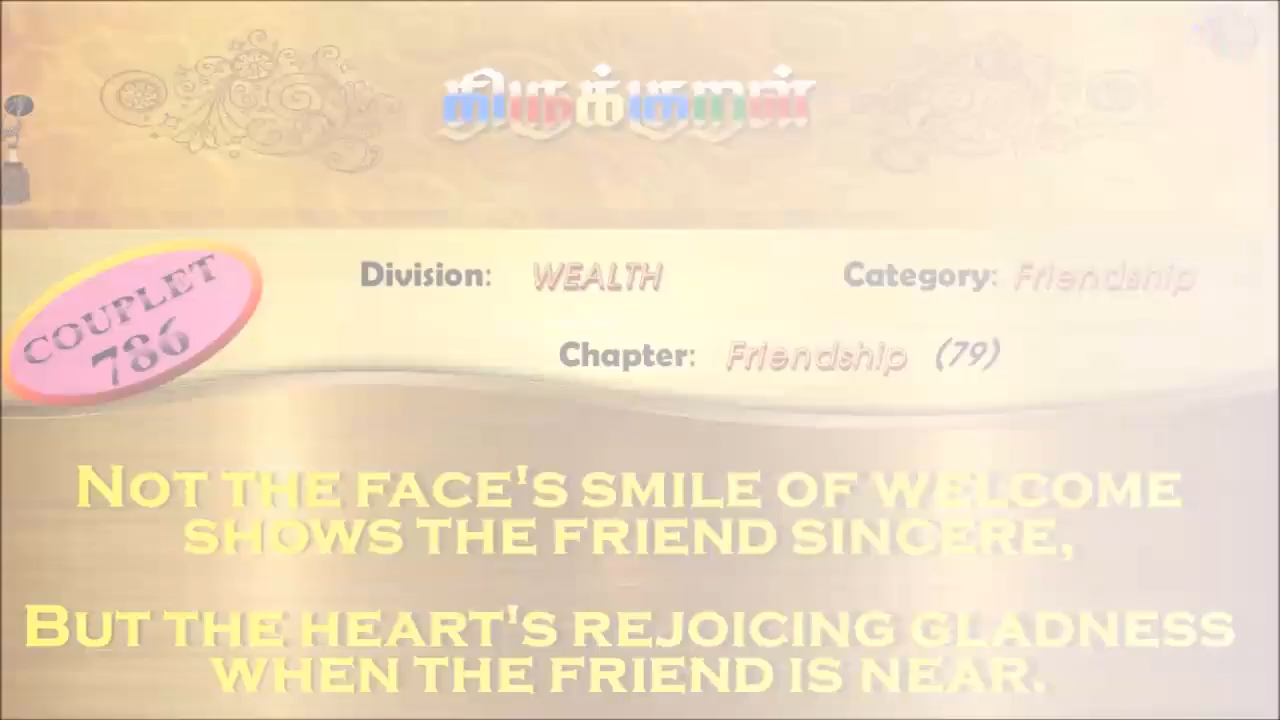 திருக்குறள்
COUPLET
786
Division: WEALTH Category: Friendship
Chapter: Friendship (79)
NOT THE FACE'S SMILE OF WELCOME
SHOWS THE FRIEND SINCERE,
BUT THE HEART'S REJOICING GLADNESS
WHEN THE FRIEND IS NEAR.